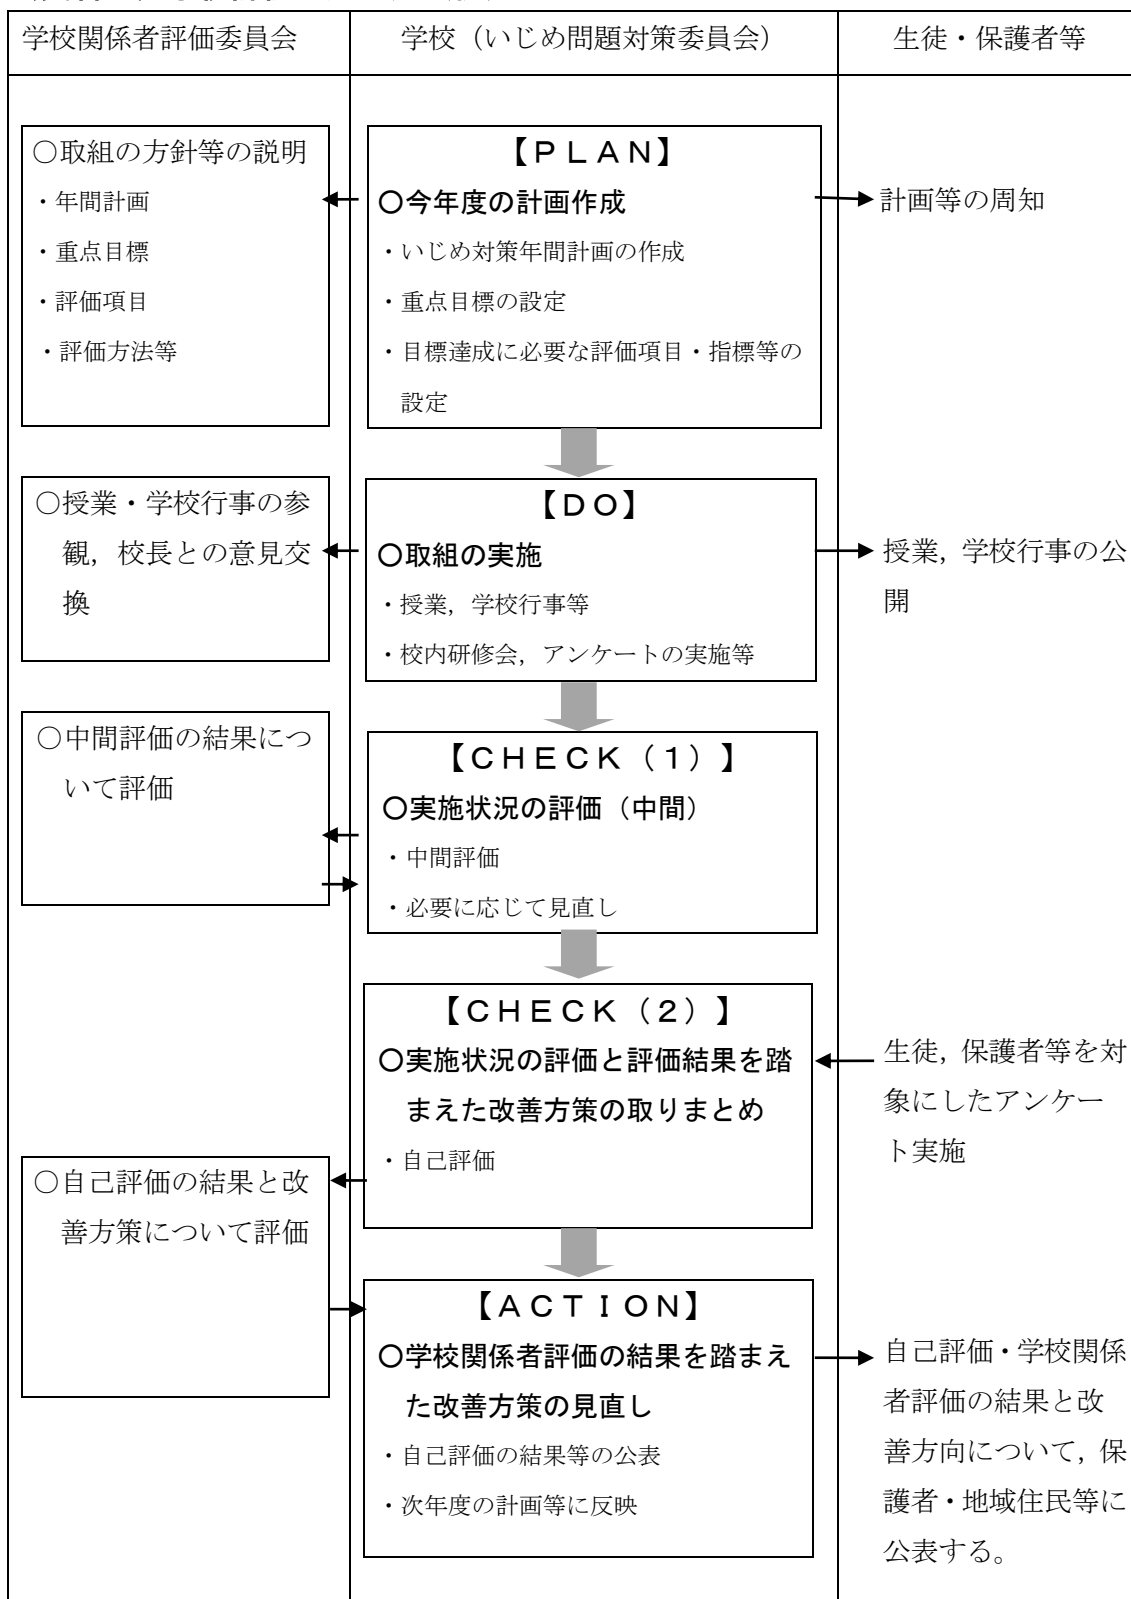 学校関係者評価委員会
学校（いじめ問題対策委員会）
生徒・保護者等
○取組の方針等の説明
・年間計画
・重点目標
・評価項目
・評価方法等
【ＰＬＡＮ】
○今年度の計画作成
・いじめ対策年間計画の作成
・重点目標の設定
・目標達成に必要な評価項目・指標等の
設定
計画等の周知
○授業・学校行事の参
観，校長との意見交
換
【ＤＯ】
○取組の実施
・授業，学校行事等
・校内研修会，アンケートの実施等
授業，学校行事の公
開
○中間評価の結果につ
いて評価
【ＣＨＥＣＫ（１）】
○実施状況の評価（中間）
・中間評価
・必要に応じて見直し
【ＣＨＥＣＫ（２）】
○実施状況の評価と評価結果を踏
まえた改善方策の取りまとめ
・自己評価
生徒，保護者等を対
象にしたアンケー
ト実施
○自己評価の結果と改
善方策について評価
【ＡＣＴＩＯＮ】
○学校関係者評価の結果を踏まえ
た改善方策の見直し
・自己評価の結果等の公表
・次年度の計画等に反映
自己評価・学校関係
者評価の結果と改
善方向について，保
護者・地域住民等に
公表する。